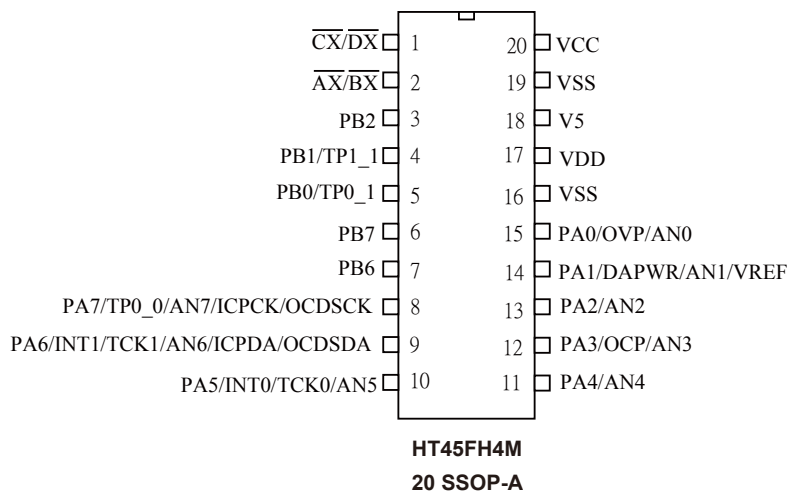 CX/DX 1 20 VCC
AX/BX 2 19 VSS
PB2 3 18 V5
PB1/TP1_1 4 17 VDD
PB0/TP0_1 5 16 VSS
PB7 6 15 PA0/OVP/AN0
PB6 7 14 PA1/DAPWR/AN1/VREF
PA7/TP0_0/AN7/ICPCK/OCDSCK 8 13 PA2/AN2
PA6/INT1/TCK1/AN6/ICPDA/OCDSDA 9 12 PA3/OCP/AN3
PA5/INT0/TCK0/AN5 10 11 PA4/AN4
HT45FH4M
20 SSOP-A